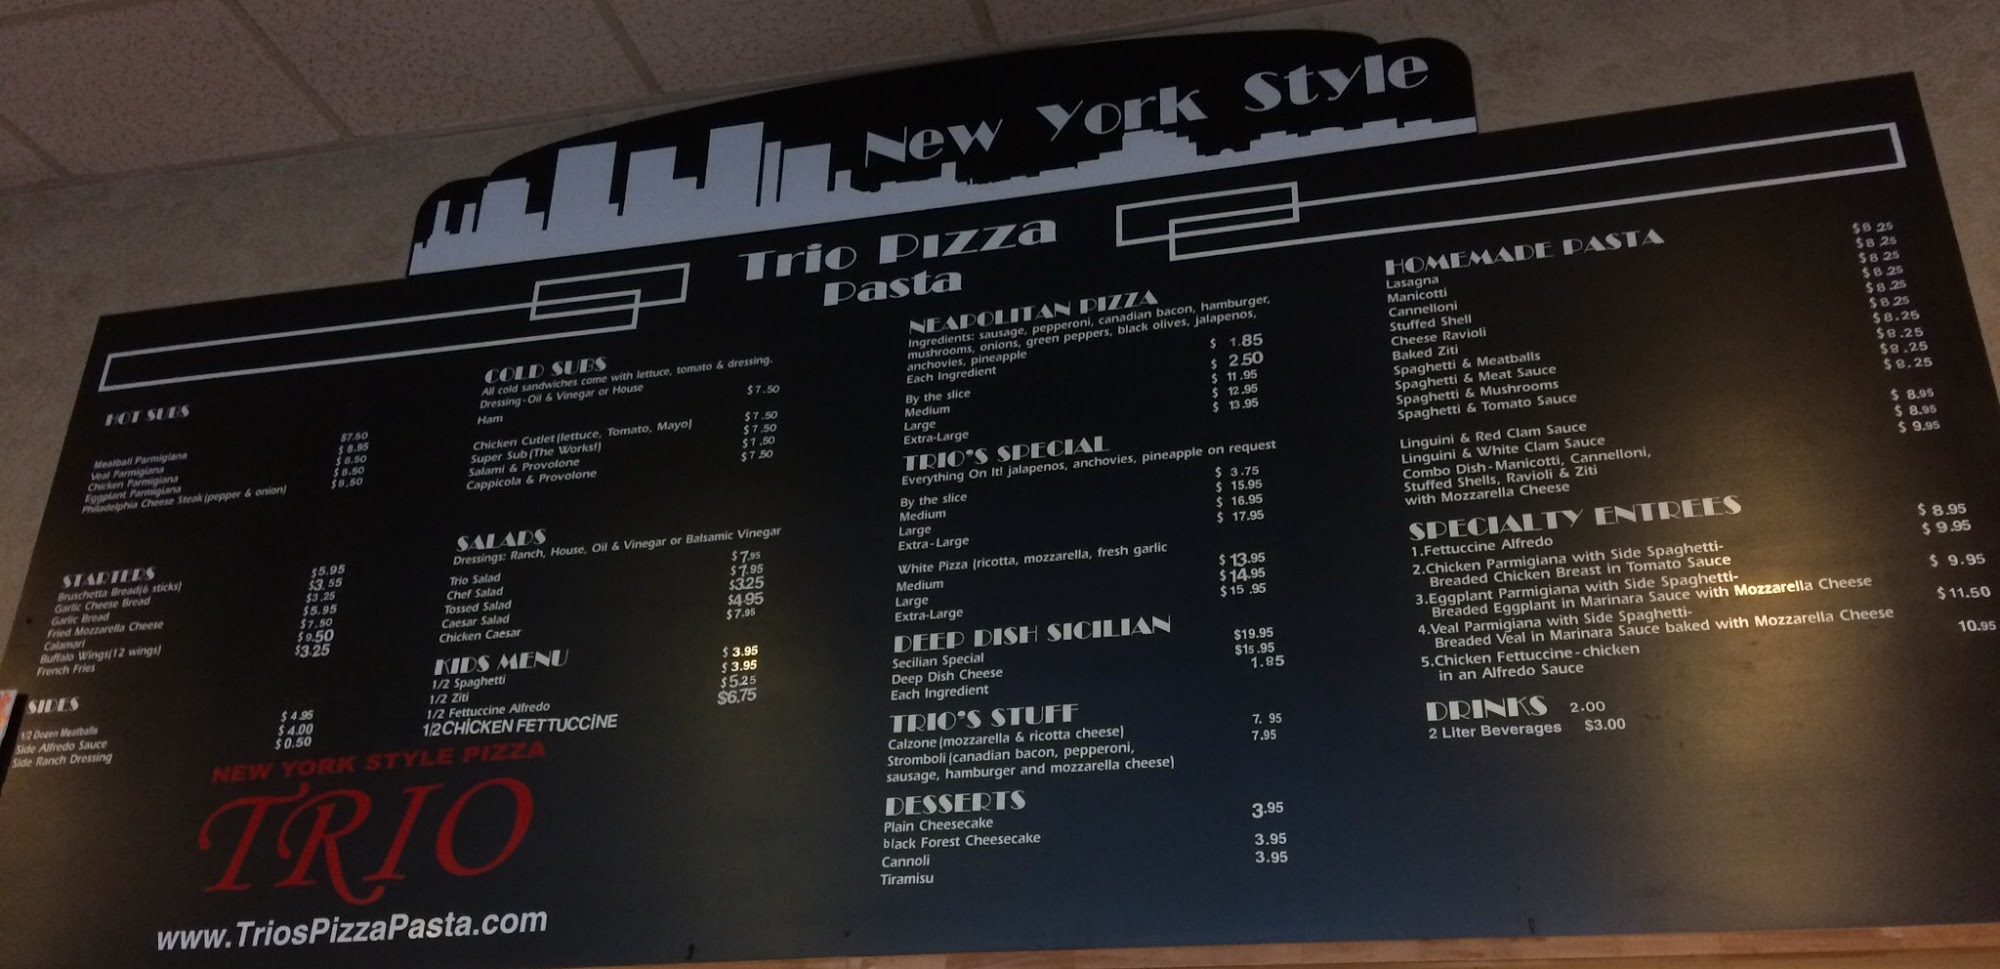 New York Style
Trio Pizza
Pasta
HOT SUBS
Meatball Parmigiana $7.50
Veal Parmigiana $8.95
Chicken Parmigiana $8.50
Eggplant Parmigiana $8.50
Philadelphia Cheese Steak(pepper & onion) $8.50
STARTERS
Bruschetta Bread(6 sticks) $5.95
Garlic Cheese Bread $3.55
Garlic Bread $3.25
Fried Mozzarella Cheese $5.95
Calamari $7.50
Buffalo Wings(12 wings) $9.50
French Fries $3.25
SIDES
1/2 Dozen Meatballs $4.95
Side Alfredo Sauce $4.00
Side Ranch Dressing $0.50
NEW YORK STYLE PIZZA
TRIO
www.TriosPizzaPasta.com
COLD SUBS
All cold sandwiches come with lettuce, tomato & dressing.
Dressing-Oil & Vinegar or House
Ham $7.50
Chicken Cutlet(lettuce, Tomato, Mayo) $7.50
Super Sub(The Works!) $7.50
Salami & Provolone $7.50
Cappicola & Provolone $7.50
SALADS
Dressings: Ranch, House, Oil & Vinegar or Balsamic Vinegar
Trio Salad $7.95
Chef Salad $7.95
Tossed Salad $3.25
Caesar Salad $4.95
Chicken Caesar $7.95
KIDS MENU
1/2 Spaghetti $3.95
1/2 Ziti $3.95
1/2 Fettuccine Alfredo $5.25
1/2 CHICKEN FETTUCCINE $6.75
NEAPOLITAN PIZZA
Ingredients: sausage, pepperoni, canadian bacon, hamburger,
mushrooms, onions, green peppers, black olives, jalapenos,
anchovies, pineapple
Each Ingredient $1.85
By the slice $2.50
Medium $11.95
Large $12.95
Extra-Large $13.95
TRIO'S SPECIAL
Everything On It! jalapenos, anchovies, pineapple on request
By the slice $3.75
Medium $15.95
Large $16.95
Extra-Large $17.95
White Pizza (ricotta, mozzarella, fresh garlic
Medium $13.95
Large $14.95
Extra-Large $15.95
DEEP DISH SICILIAN
Secilian Special $19.95
Deep Dish Cheese $15.95
Each Ingredient 1.85
TRIO'S STUFF
Calzone(mozzarella & ricotta cheese) 7.95
Stromboli(canadian bacon, pepperoni, 7.95
sausage, hamburger and mozzarella cheese)
DESSERTS
Plain Cheesecake 3.95
black Forest Cheesecake
Cannoli 3.95
Tiramisu 3.95
HOMEMADE PASTA
Lasagna $8.25
Manicotti $8.25
Cannelloni $8.25
Stuffed Shell $8.25
Cheese Ravioli $8.25
Baked Ziti $8.25
Spaghetti & Meatballs $8.25
Spaghetti & Meat Sauce $8.25
Spaghetti & Mushrooms $8.25
Spaghetti & Tomato Sauce $8.25
Linguini & Red Clam Sauce $8.95
Linguini & White Clam Sauce $8.95
Combo Dish-Manicotti, Cannelloni, $9.95
Stuffed Shells, Ravioli & Ziti
with Mozzarella Cheese
SPECIALTY ENTREES
1.Fettuccine Alfredo $8.95
2.Chicken Parmigiana with Side Spaghetti- $9.95
Breaded Chicken Breast in Tomato Sauce
3.Eggplant Parmigiana with Side Spaghetti- $9.95
Breaded Eggplant in Marinara Sauce with Mozzarella Cheese
4.Veal Parmigiana with Side Spaghetti- $11.50
Breaded Veal in Marinara Sauce baked with Mozzarella Cheese
5.Chicken Fettuccine-chicken 10.95
in an Alfredo Sauce
DRINKS 2.00
2 Liter Beverages $3.00